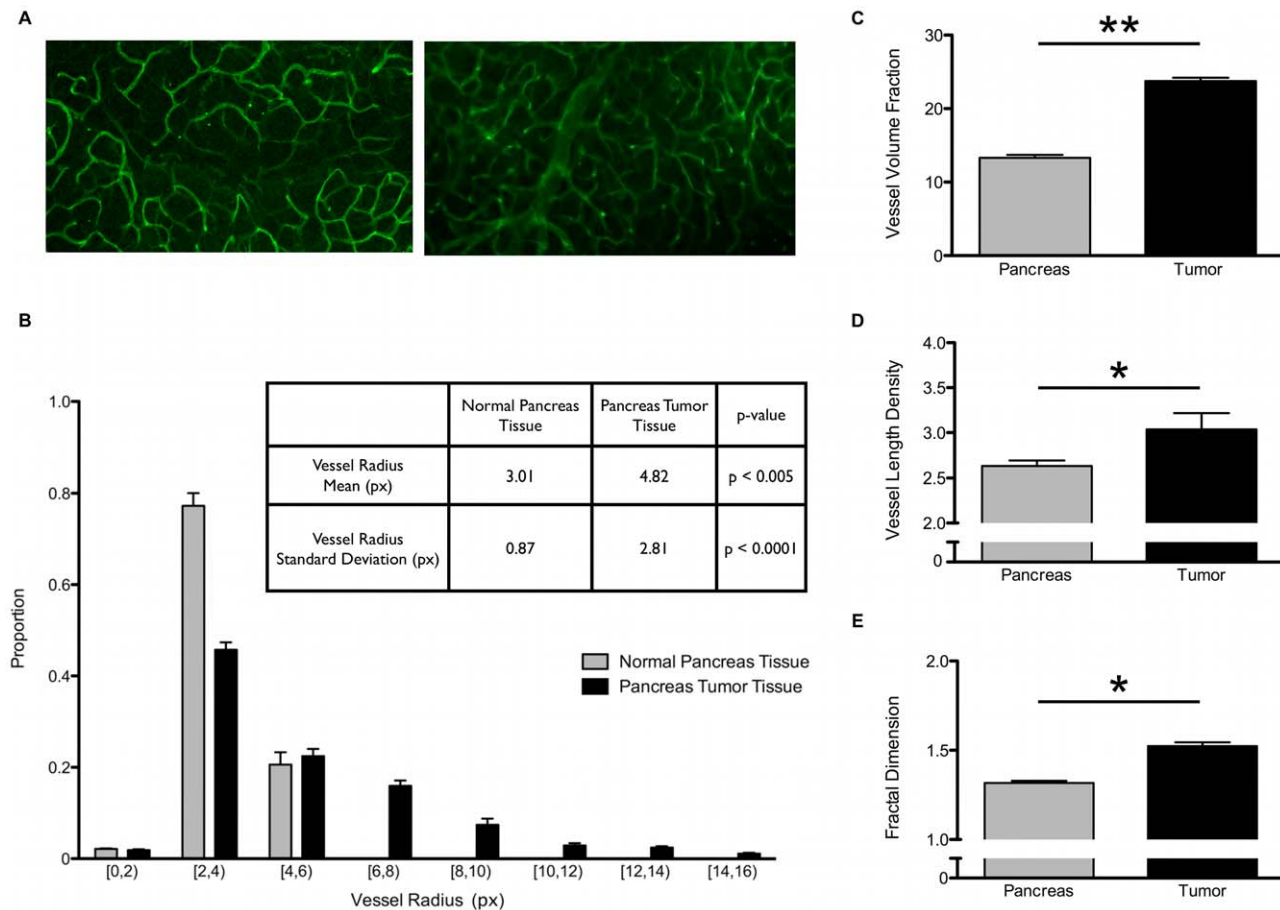 A
B
1.0
0.8
0.6
0.4
0.2
0
Proportion
Normal Pancreas
Tissue
Pancreas Tumor
Tissue
p-value
Vessel Radius
Mean (px)
3.01
4.82
p < 0.005
Vessel Radius
Standard Deviation (px)
0.87
2.81
p < 0.0001
Normal Pancreas Tissue
Pancreas Tumor Tissue
[0,2) [2,4) [4,6) [6,8) [8,10) [10,12) [12,14) [14,16)
Vessel Radius (px)
C
30
20
10
0
Vessel Volume Fraction
**
Pancreas Tumor
D
4.0
3.5
3.0
2.5
2.0
0
Vessel Length Density
*
Pancreas Tumor
E
2.0
1.5
1.0
0
Fractal Dimension
*
Pancreas Tumor